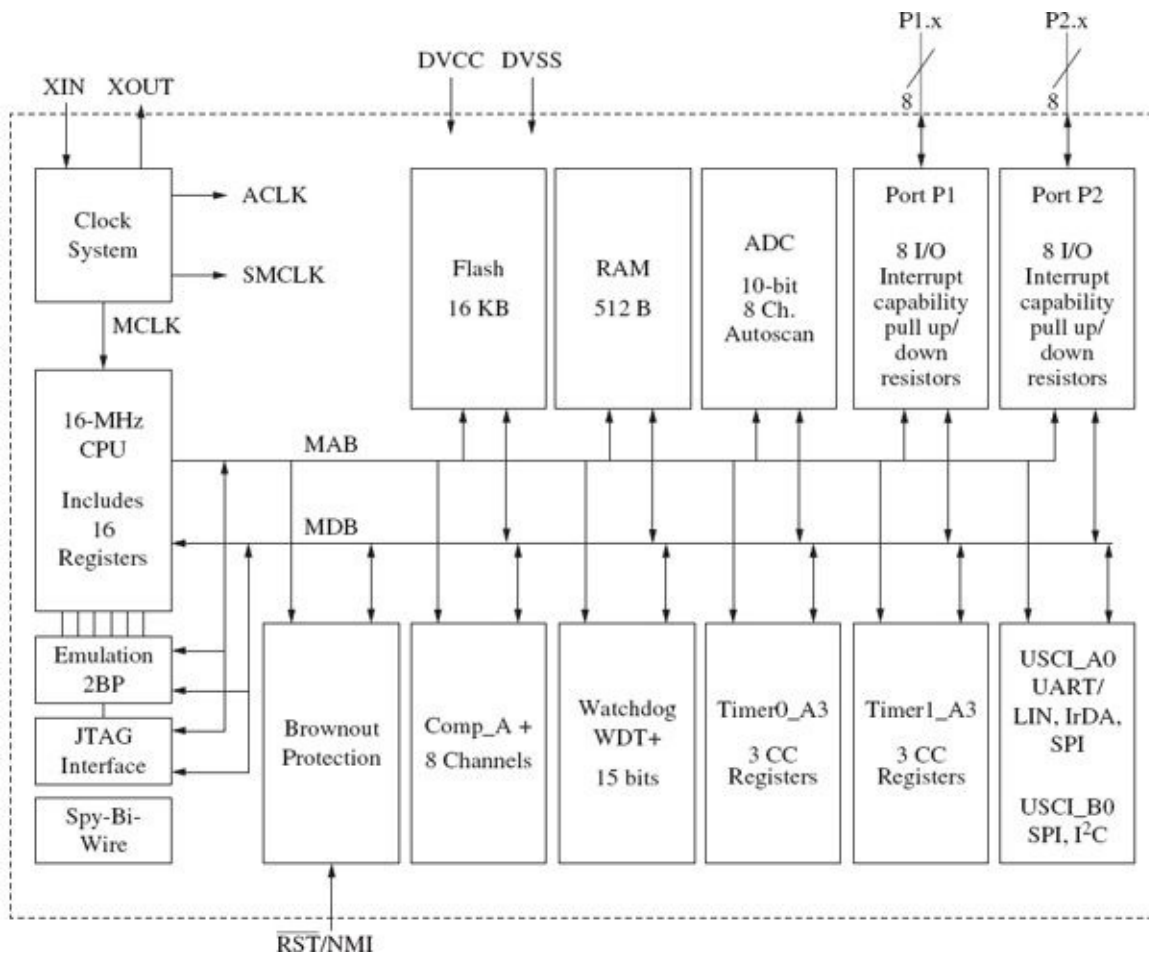 P1.x
P2.x
DVCC
DVSS
XIN
XOUT
8
8
Clock
System
ACLK
SMCLK
MCLK
Flash
16 KB
RAM
512 B
ADC
10-bit
8 Ch.
Autoscan
Port P1
8 I/O
Interrupt
capability
pull up/
down
resistors
Port P2
8 I/O
Interrupt
capability
pull up/
down
resistors
16-MHz
CPU
Includes
16
Registers
MAB
MDB
Emulation
2BP
JTAG
Interface
Spy-Bi-
Wire
Brownout
Protection
Comp_A +
8 Channels
Watchdog
WDT+
15 bits
Timer0_A3
3 CC
Registers
Timer1_A3
3 CC
Registers
USCI_A0
UART/
LIN, IrDA,
SPI
USCI_B0
SPI, I²C
R̅S̅T̅/NMI